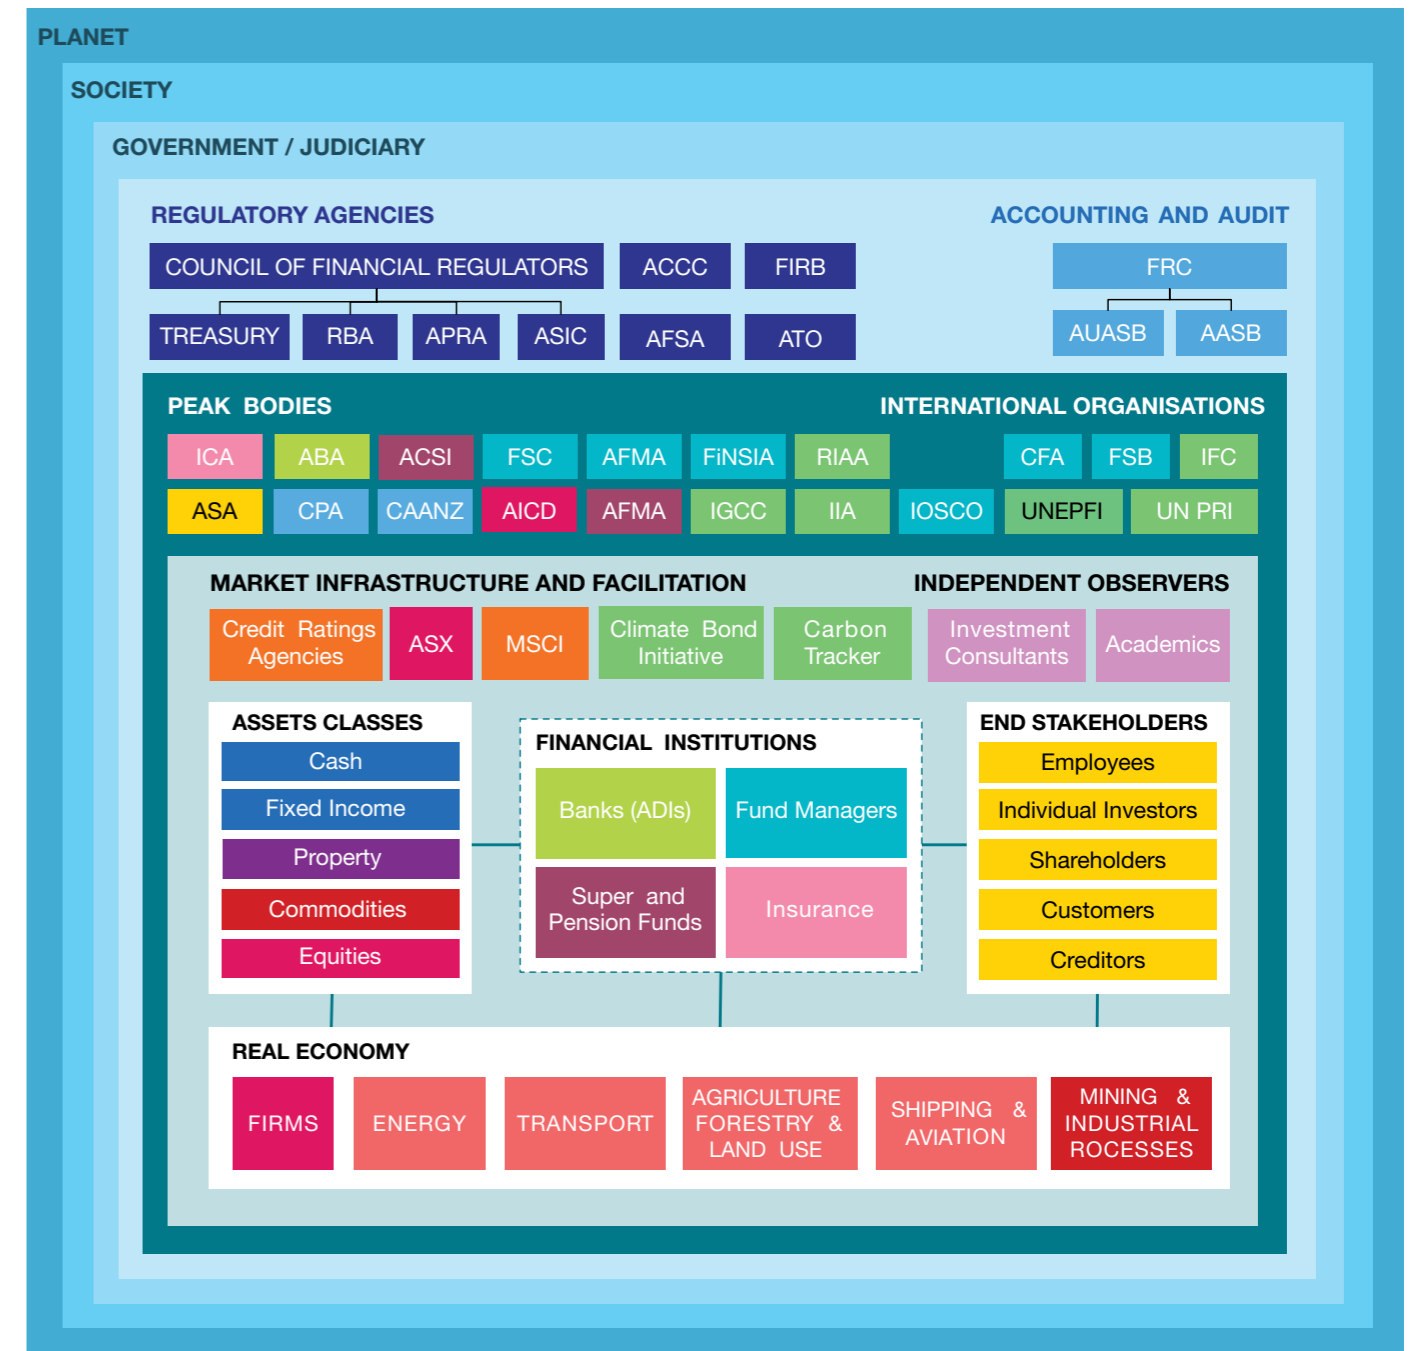 PLANET
SOCIETY
GOVERNMENT / JUDICIARY
REGULATORY AGENCIES
ACCOUNTING AND AUDIT
COUNCIL OF FINANCIAL REGULATORS
ACCC
FIRB
FRC
TREASURY
RBA
APRA
ASIC
AFSA
ATO
AUASB
AASB
PEAK BODIES
INTERNATIONAL ORGANISATIONS
ICA
ABA
ACSI
FSC
AFMA
FiNSIA
RIAA
CFA
FSB
IFC
ASA
CPA
CAANZ
AICD
AFMA
IGCC
IIA
IOSCO
UNEPFI
UN PRI
MARKET INFRASTRUCTURE AND FACILITATION
INDEPENDENT OBSERVERS
Credit Ratings
Agencies
ASX
MSCI
Climate Bond
Initiative
Carbon
Tracker
Investment
Consultants
Academics
ASSETS CLASSES
Cash
Fixed Income
Property
Commodities
Equities
FINANCIAL INSTITUTIONS
Banks (ADIs)
Fund Managers
Super and
Pension Funds
Insurance
END STAKEHOLDERS
Employees
Individual Investors
Shareholders
Customers
Creditors
REAL ECONOMY
FIRMS
ENERGY
TRANSPORT
AGRICULTURE
FORESTRY &
LAND USE
SHIPPING &
AVIATION
MINING &
INDUSTRIAL
ROCESSES